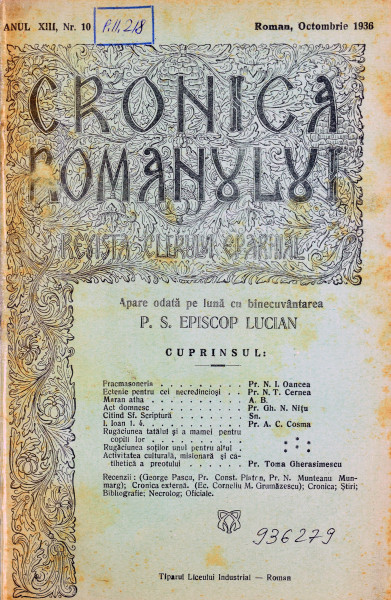 ANUL XIII, Nr. 10
P.II, 218
Roman, Octombrie 1936
CRONICA
ROMANULUI
REVISTA CLERULUI EPARHIAL
Apare odată pe lună cu binecuvântarea
P. S. EPISCOP LUCIAN
CUPRINSUL:
Fracmasoneria . . . . . . . . . . Pr. N. I. Oancea
Ectenie pentru cei necredincioși . . Pr. N. T. Cernea
Maran atha . . . . . . . . . . A. B.
Act domnesc . . . . . . . . . . Pr. Gh. N. Nițu
Citind Sf. Scriptură . . . . . . . Sn.
I. Ioan 1. 4. . . . . . . . . . . Pr. A. C. Cosma
Rugăciunea tatălui și a mamei pentru
copiii lor . . . . . . . . . . * * *
Rugăciunea soților unul pentru altul . * * *
Activitatea culturală, misionară și ca-
tihetică a preotului . . . . . . Pr. Toma Gherasimescu
Recenzii : (George Pascu, Pr. Const. Pistrn, Pr. N. Munteanu Mun-
marg); Cronica externă. (Ec. Corneliu M. Grumăzescu); Cronica; Știri;
Bibliografie; Necrolog; Oficiale.
936279
Tiparul Liceului Industrial — Roman